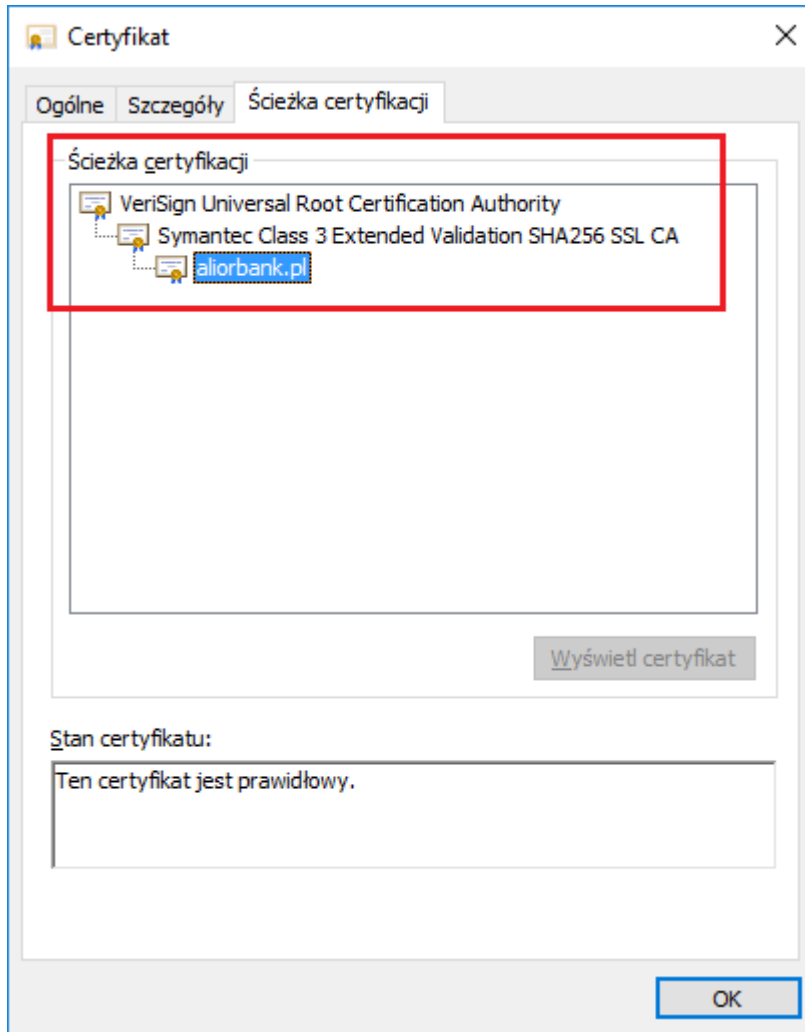 Certyfikat
Ogólne Szczegóły Ścieżka certyfikacji
Ścieżka certyfikacji
VeriSign Universal Root Certification Authority
Symantec Class 3 Extended Validation SHA256 SSL CA
aliorbank.pl
Wyświetl certyfikat
Stan certyfikatu:
Ten certyfikat jest prawidłowy.
OK